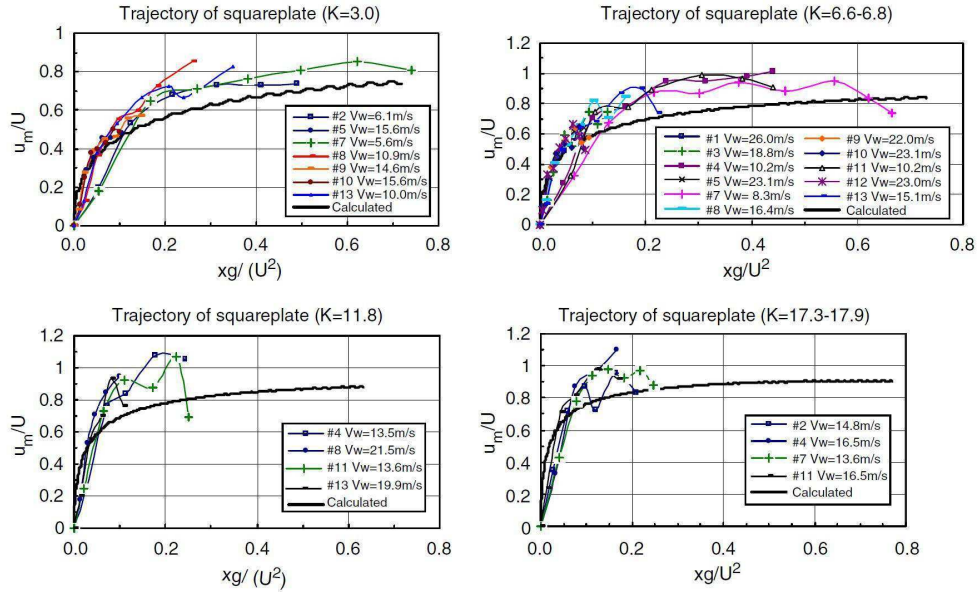 Trajectory of squareplate (K=3.0)
1
0.8
0.6
0.4
0.2
0
u_m/U
#2 Vw=6.1m/s
#5 Vw=15.6m/s
#7 Vw=5.6m/s
#8 Vw=10.9m/s
#9 Vw=14.6m/s
#10 Vw=15.6m/s
#13 Vw=10.0m/s
Calculated
0.0 0.2 0.4 0.6 0.8
xg/ (U²)
Trajectory of squareplate (K=6.6-6.8)
1.2
1
0.8
0.6
0.4
0.2
0
u_m/U
#1 Vw=26.0m/s
#3 Vw=18.8m/s
#4 Vw=10.2m/s
#5 Vw=23.1m/s
#7 Vw=8.3m/s
#8 Vw=16.4m/s
#9 Vw=22.0m/s
#10 Vw=23.1m/s
#11 Vw=10.2m/s
#12 Vw=23.0m/s
#13 Vw=15.1m/s
Calculated
0.0 0.2 0.4 0.6 0.8
xg/U²
Trajectory of squareplate (K=11.8)
1.2
1
0.8
0.6
0.4
0.2
0
u_m/U
#4 Vw=13.5m/s
#8 Vw=21.5m/s
#11 Vw=13.6m/s
#13 Vw=19.9m/s
Calculated
0.0 0.2 0.4 0.6 0.8
xg/ (U²)
Trajectory of squareplate (K=17.3-17.9)
1.2
1
0.8
0.6
0.4
0.2
0
u_m/U
#2 Vw=14.8m/s
#4 Vw=16.5m/s
#7 Vw=13.6m/s
#11 Vw=16.5m/s
Calculated
0.0 0.2 0.4 0.6 0.8
xg/U²